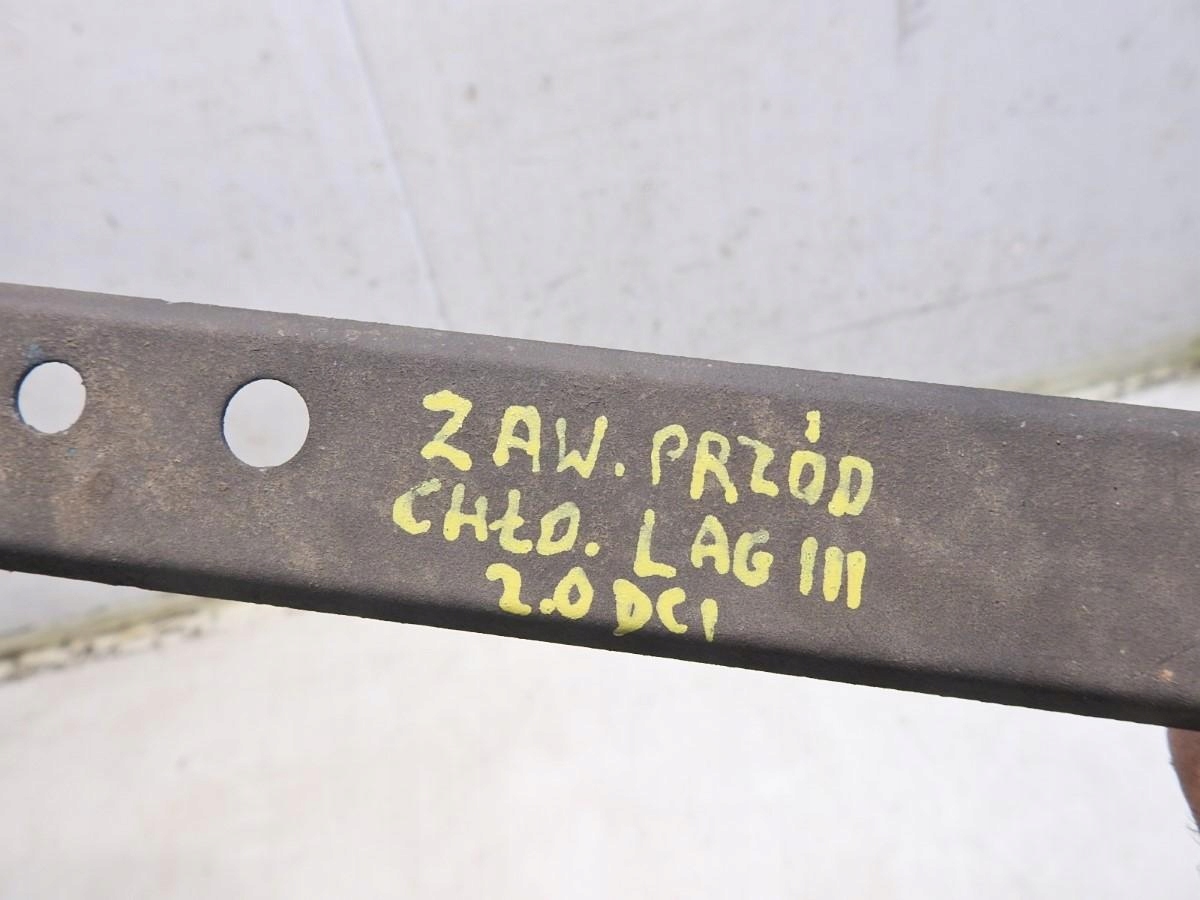 ZAW. PRZÓD
CHŁD. LAG III
2.0 DCI